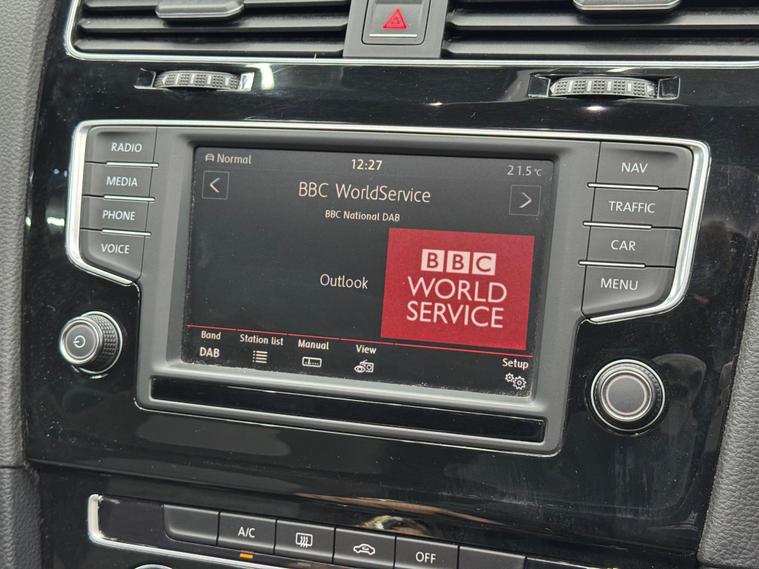 RADIO
MEDIA
PHONE
VOICE
Normal
12:27
21.5°C
BBC WorldService
BBC National DAB
Outlook
BBC
WORLD
SERVICE
Band
DAB
Station list
Manual
View
Setup
NAV
TRAFFIC
CAR
MENU
A/C
OFF